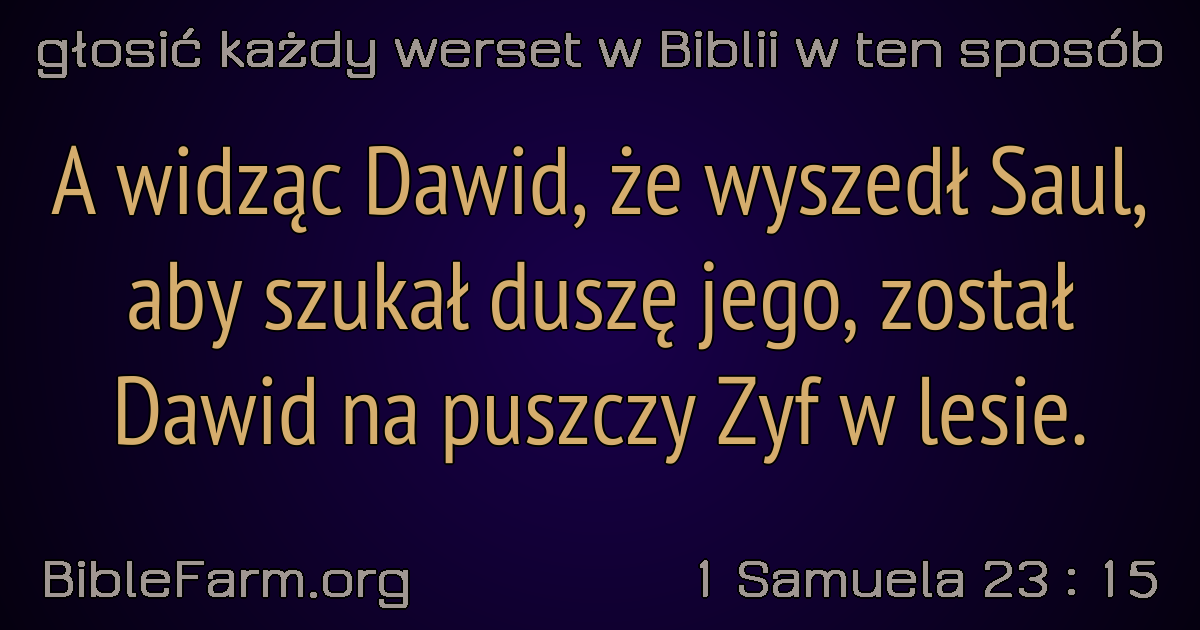 głosić każdy werset w Biblii w ten sposób
A widząc Dawid, że wyszedł Saul,
aby szukał duszę jego, został
Dawid na puszczy Zyf w lesie.
BibleFarm.org
1 Samuela 23 : 15